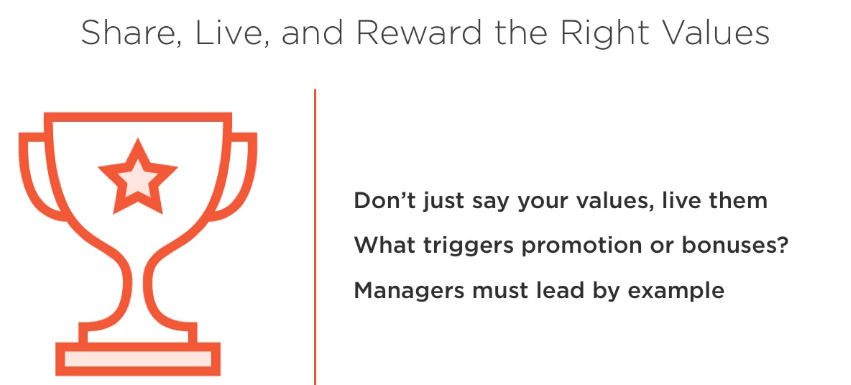 Share, Live, and Reward the Right Values
Don’t just say your values, live them
What triggers promotion or bonuses?
Managers must lead by example